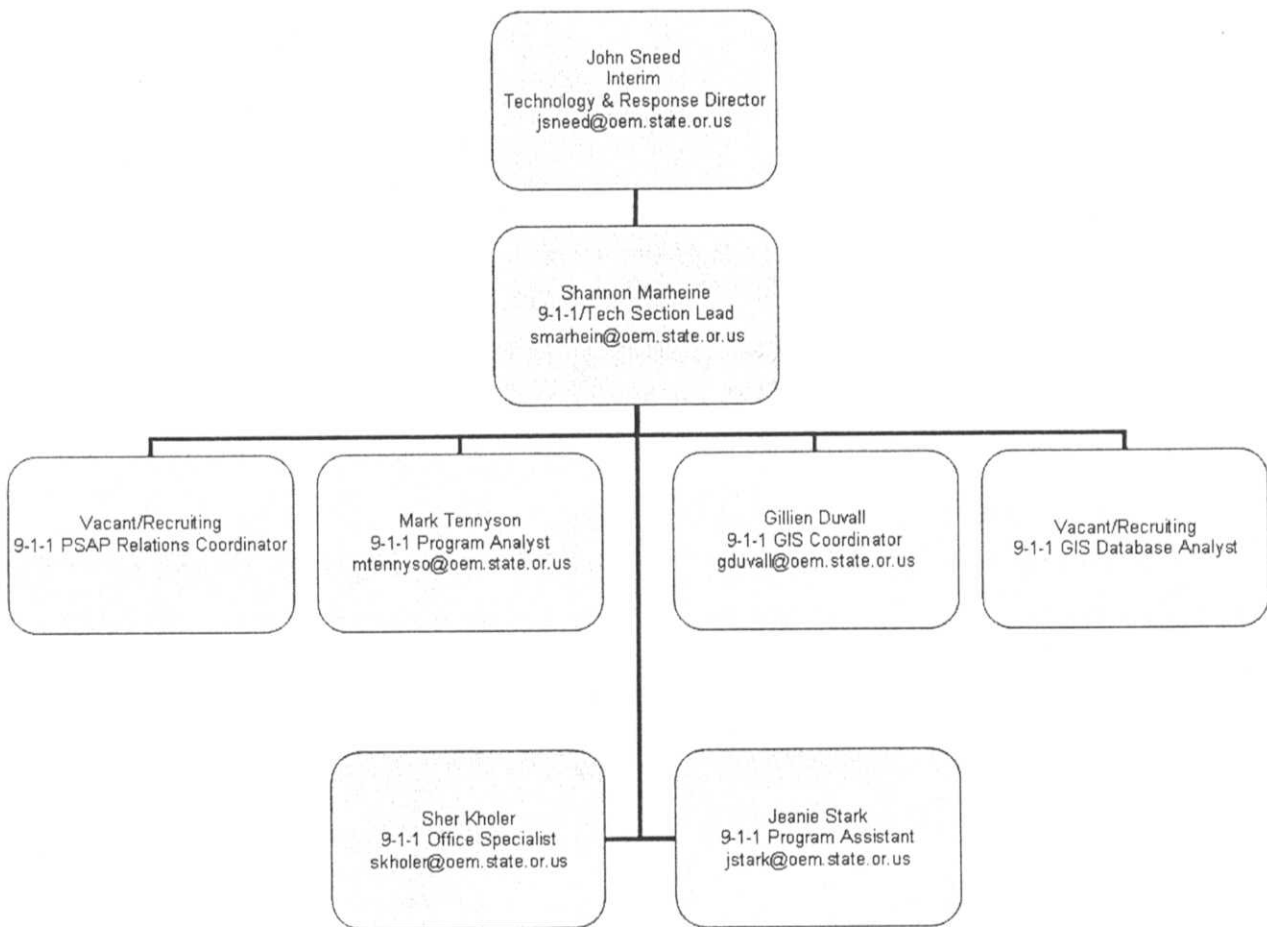 John Sneed
Interim
Technology & Response Director
jsneed@oem.state.or.us
Shannon Marheine
9-1-1/Tech Section Lead
smarhein@oem.state.or.us
Vacant/Recruiting
9-1-1 PSAP Relations Coordinator
Mark Tennyson
9-1-1 Program Analyst
mtennyso@oem.state.or.us
Gillien Duvall
9-1-1 GIS Coordinator
gduvall@oem.state.or.us
Vacant/Recruiting
9-1-1 GIS Database Analyst
Sher Kholer
9-1-1 Office Specialist
skholer@oem.state.or.us
Jeanie Stark
9-1-1 Program Assistant
jstark@oem.state.or.us